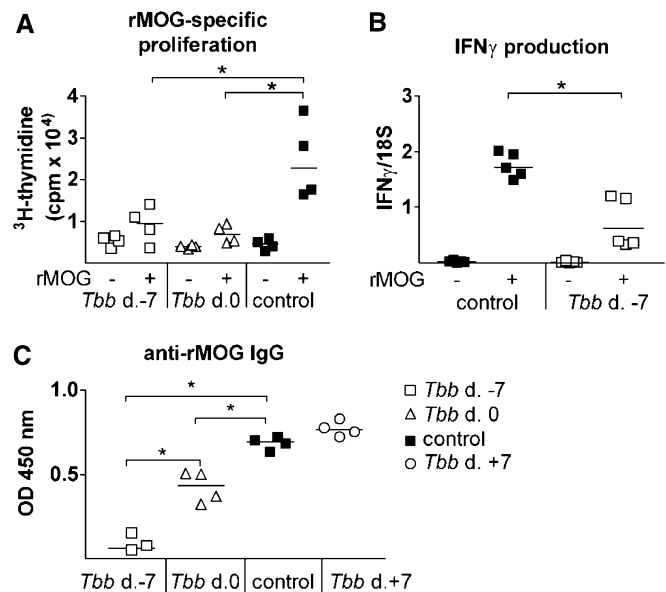 A
rMOG-specific
proliferation
*
*
4
3
2
1
³H-thymidine
(cpm x 10⁴)
rMOG - + - + - +
Tbb d.-7 Tbb d.0 control
B
IFNγ production
*
3
2
1
0
IFNγ/18S
rMOG - + - +
control Tbb d. -7
C
anti-rMOG IgG
*
*
*
1.0
0.5
OD 450 nm
Tbb d.-7 Tbb d.0 control Tbb d.+7
Tbb d. -7
Tbb d. 0
control
Tbb d. +7